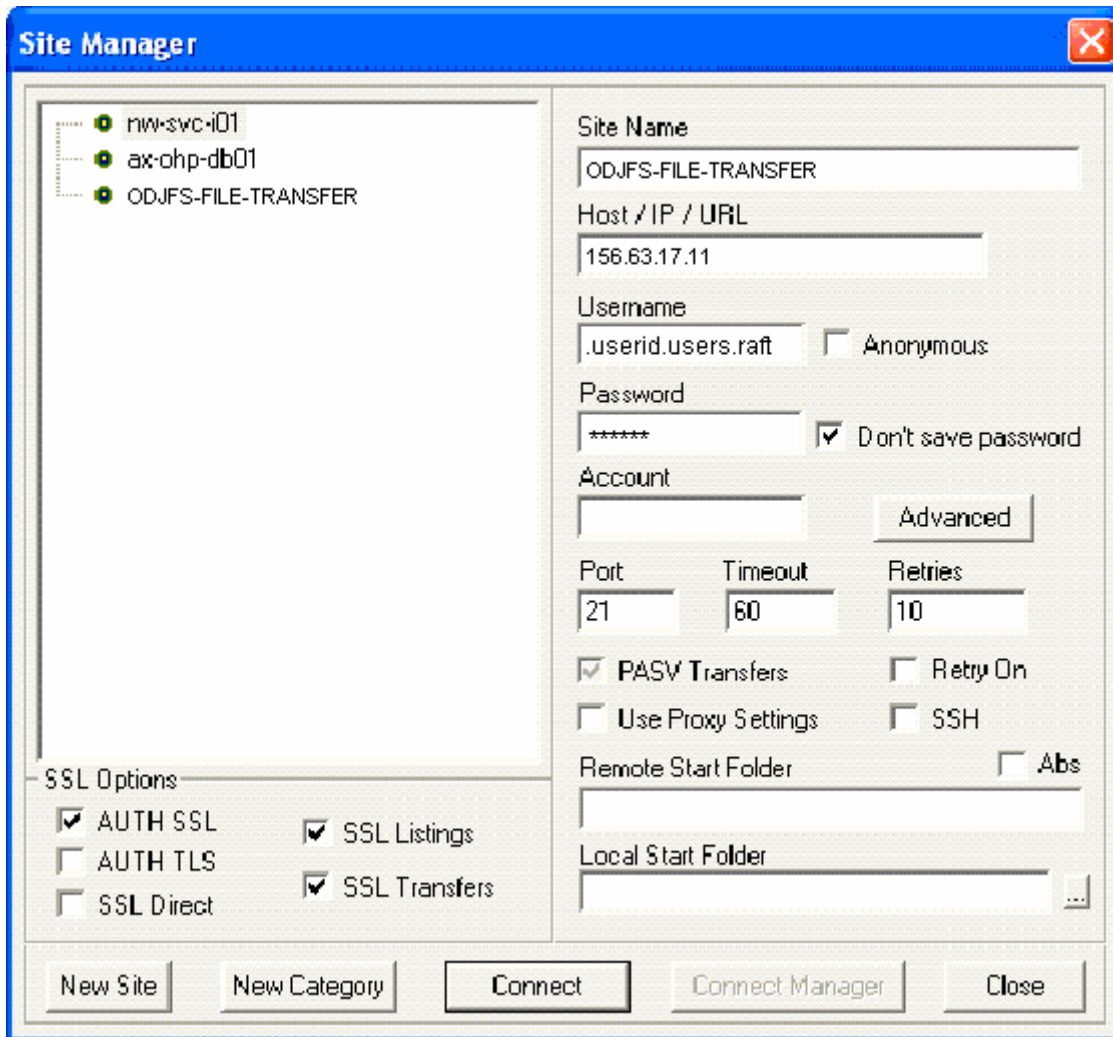 Site Manager
nw-svc-i01
ax-ohp-db01
ODJFS-FILE-TRANSFER
SSL Options
AUTH SSL
SSL Listings
AUTH TLS
SSL Transfers
SSL Direct
Site Name
ODJFS-FILE-TRANSFER
Host / IP / URL
156.63.17.11
Username
.userid.users.raft
Anonymous
Password
******
Don't save password
Account
Advanced
Port Timeout Retries
21 60 10
PASV Transfers Retry On
Use Proxy Settings SSH
Remote Start Folder Abs
Local Start Folder
...
New Site New Category Connect Connect Manager Close